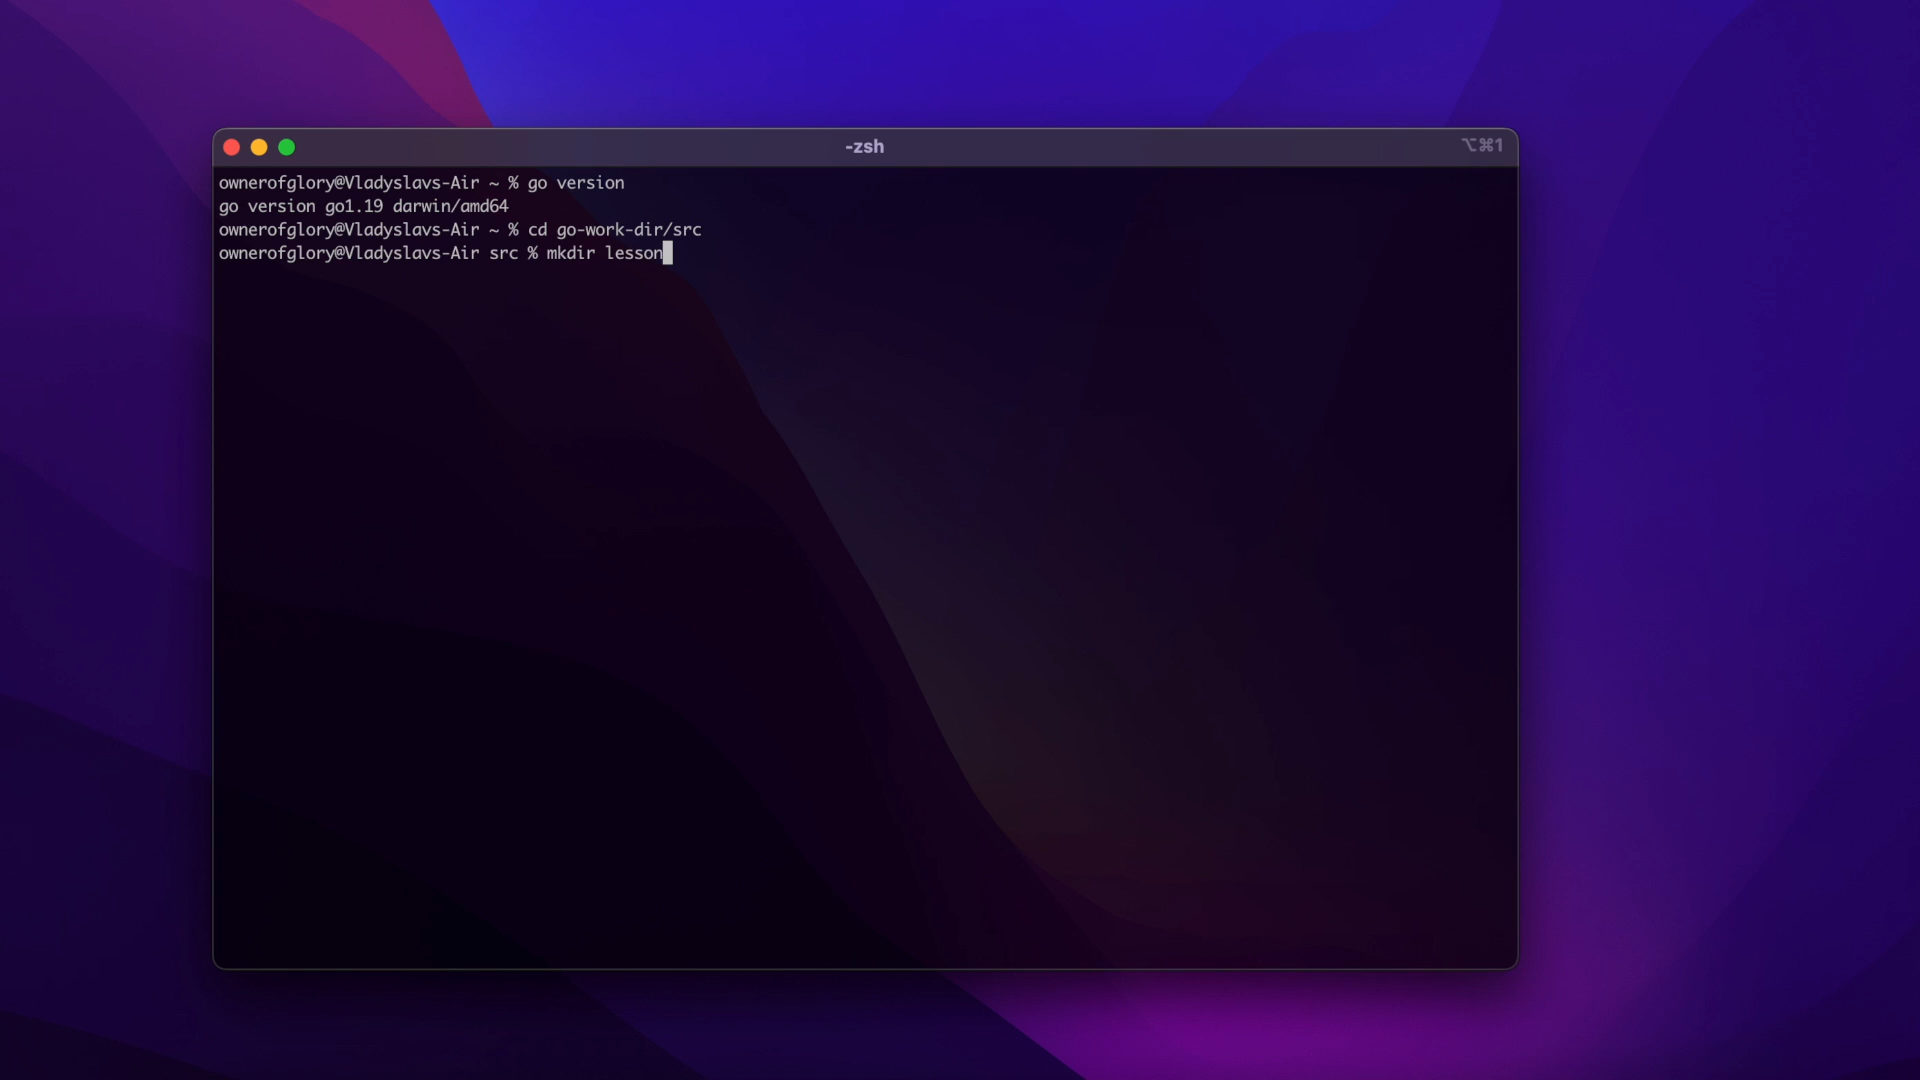 -zsh
⌥⌘1
ownerofglory@Vladyslavs-Air ~ % go version
go version go1.19 darwin/amd64
ownerofglory@Vladyslavs-Air ~ % cd go-work-dir/src
ownerofglory@Vladyslavs-Air src % mkdir lesson